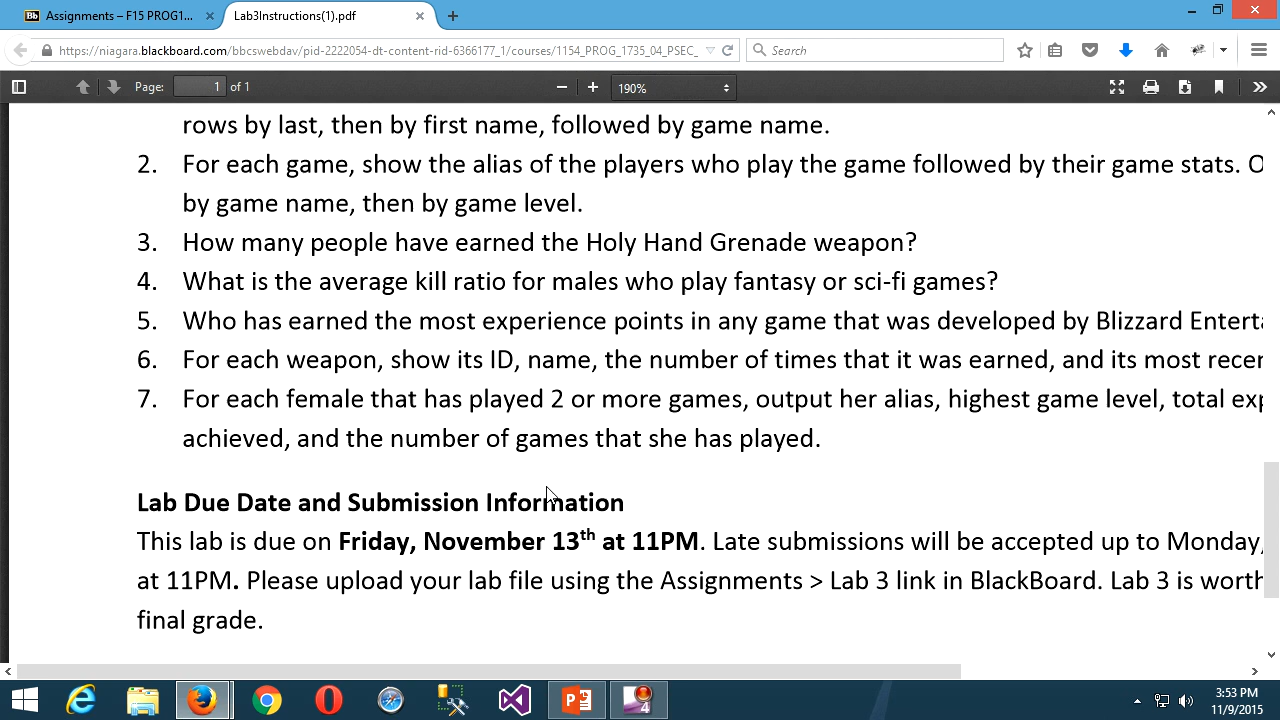 Assignments – F15 PROG1...
Lab3Instructions(1).pdf
https://niagara.blackboard.com/bbcswebdav/pid-2222054-dt-content-rid-6366177_1/courses/1154_PROG_1735_04_PSEC_
Search
Page: 1 of 1
190%
rows by last, then by first name, followed by game name.
2. For each game, show the alias of the players who play the game followed by their game stats. O
by game name, then by game level.
3. How many people have earned the Holy Hand Grenade weapon?
4. What is the average kill ratio for males who play fantasy or sci-fi games?
5. Who has earned the most experience points in any game that was developed by Blizzard Enterta
6. For each weapon, show its ID, name, the number of times that it was earned, and its most recen
7. For each female that has played 2 or more games, output her alias, highest game level, total exp
achieved, and the number of games that she has played.
Lab Due Date and Submission Information
This lab is due on Friday, November 13th at 11PM. Late submissions will be accepted up to Monday,
at 11PM. Please upload your lab file using the Assignments > Lab 3 link in BlackBoard. Lab 3 is worth
final grade.
3:53 PM
11/9/2015